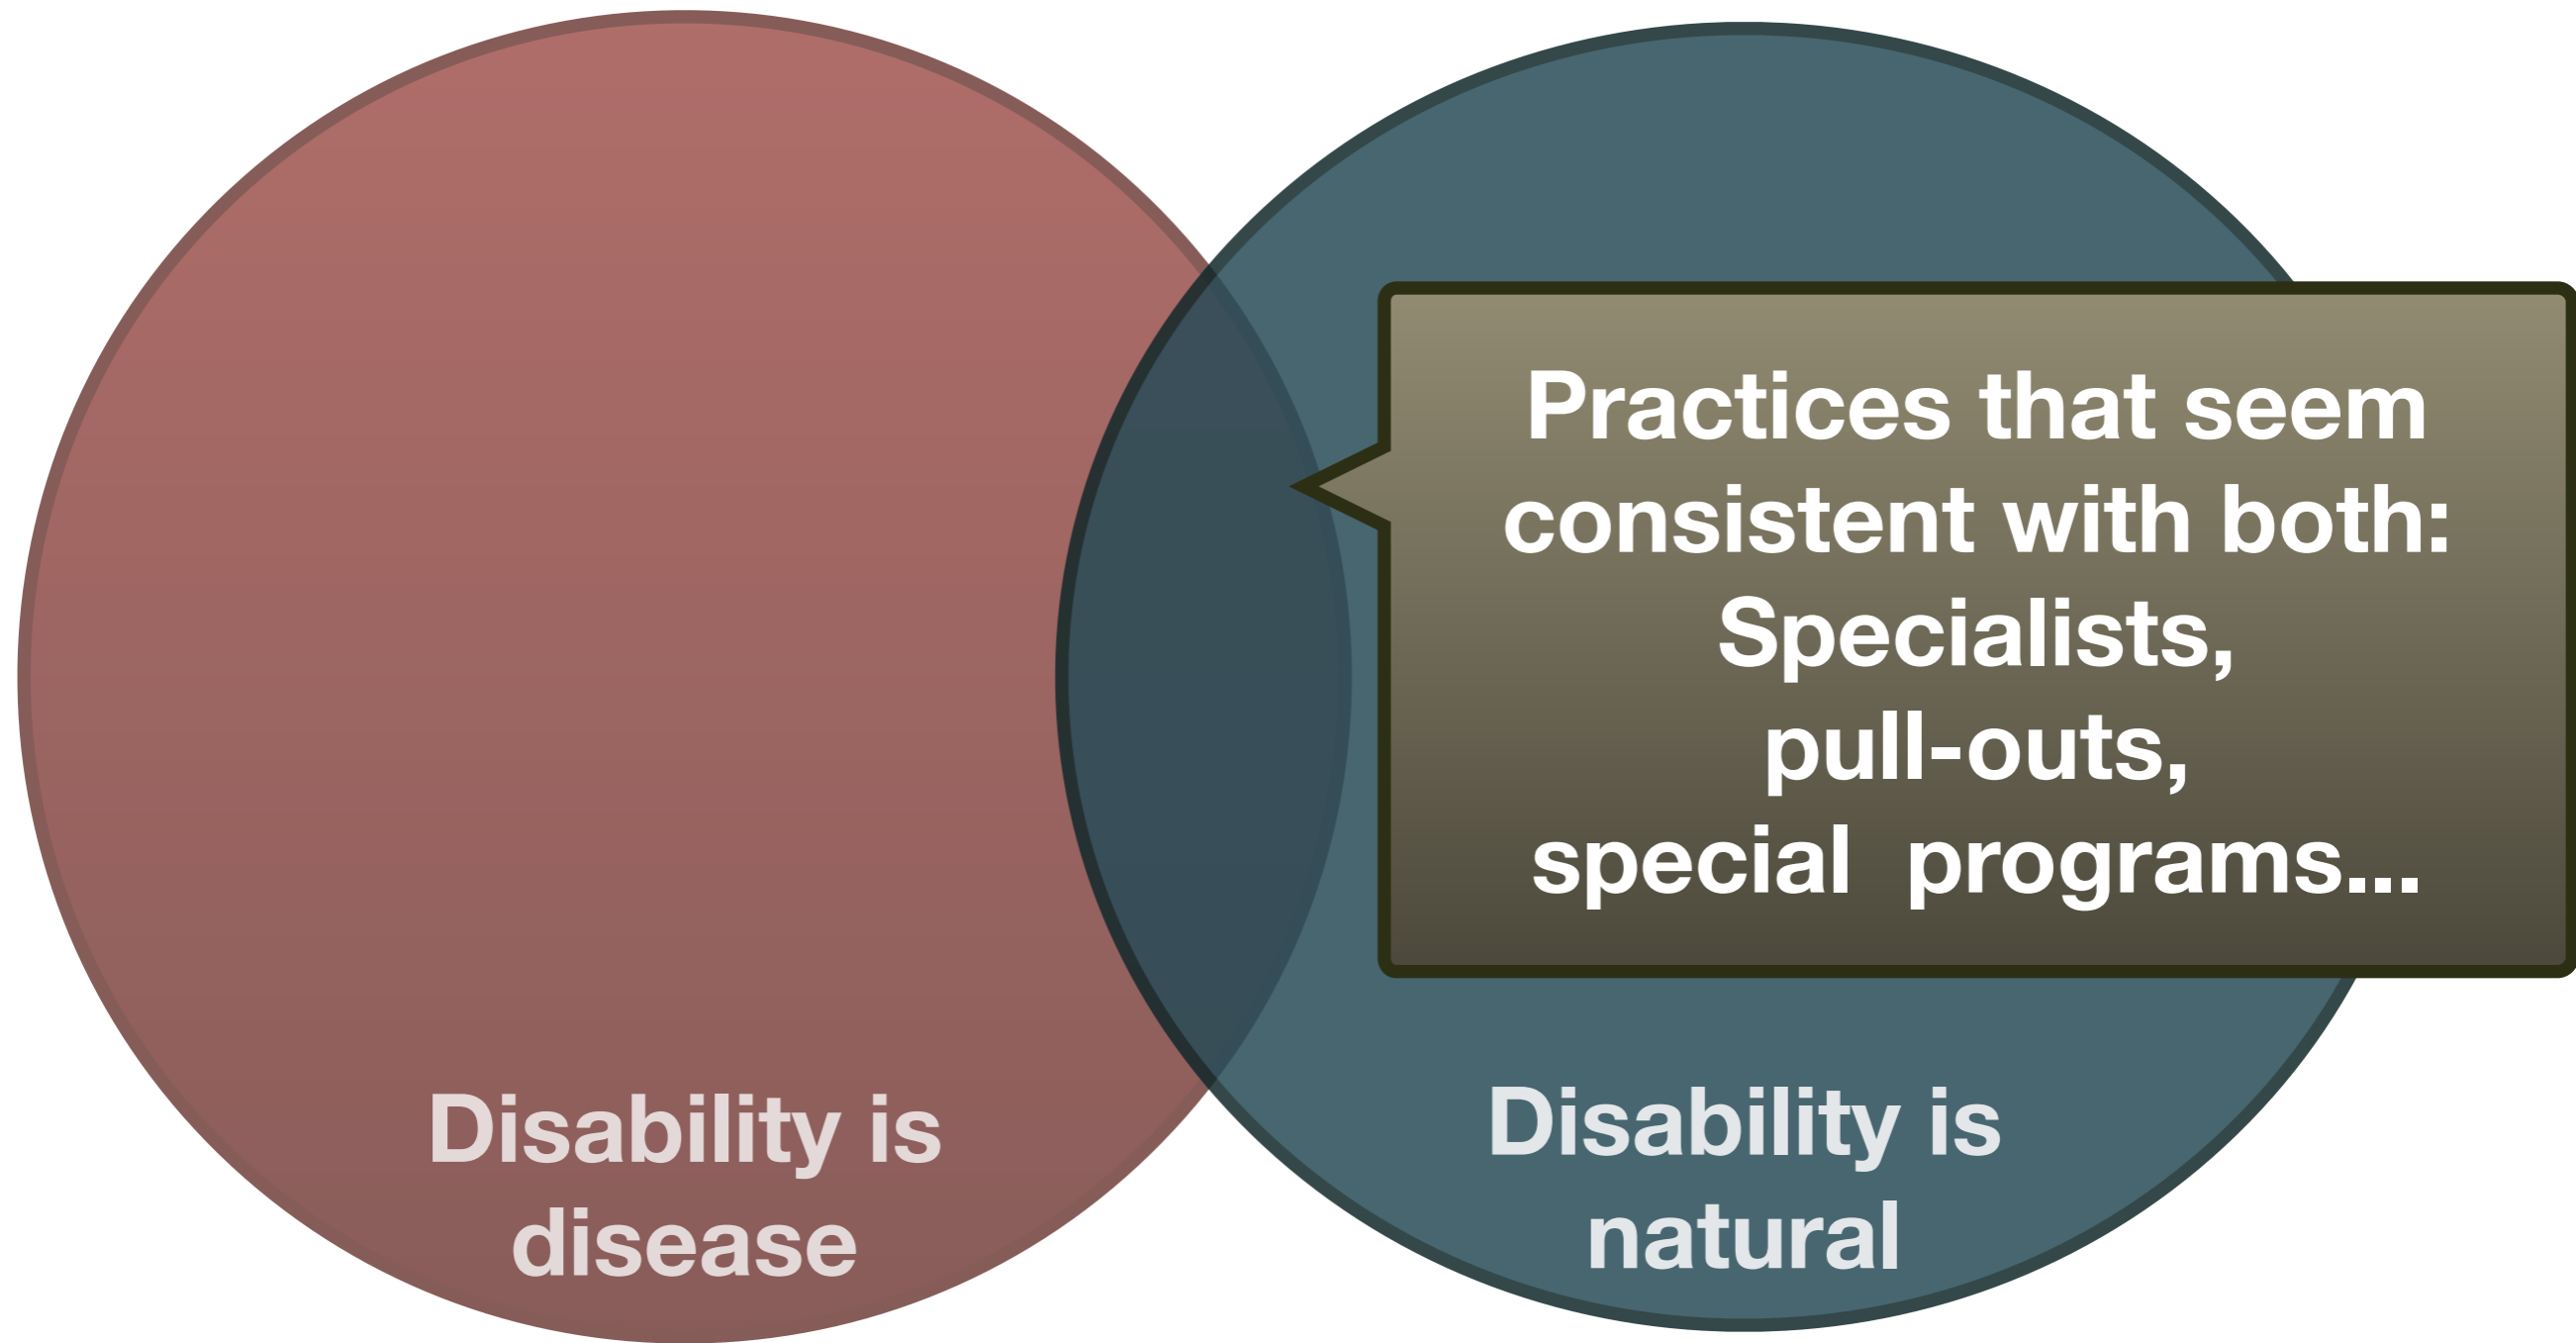 Practices that seem
consistent with both:
Specialists,
pull-outs,
special  programs...
Disability is
disease
Disability is
natural